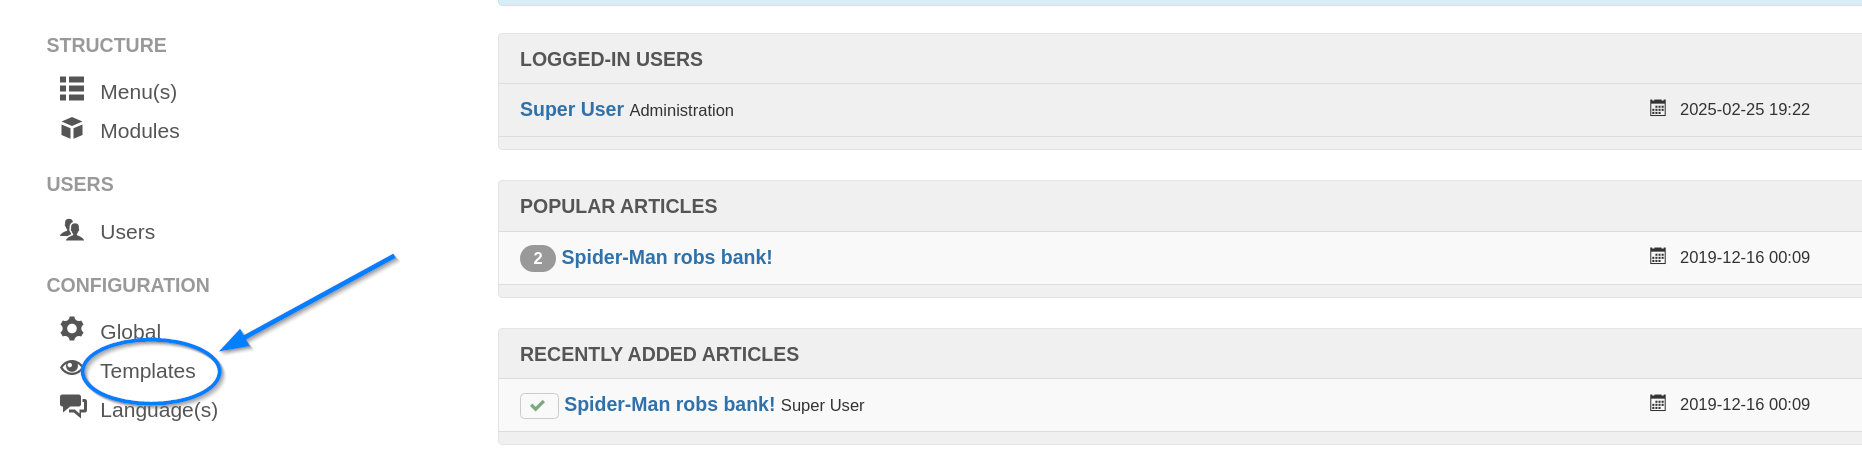 STRUCTURE
Menu(s)
Modules
USERS
Users
CONFIGURATION
Global
Templates
Language(s)
LOGGED-IN USERS
Super User Administration 2025-02-25 19:22
POPULAR ARTICLES
2 Spider-Man robs bank! 2019-12-16 00:09
RECENTLY ADDED ARTICLES
Spider-Man robs bank! Super User 2019-12-16 00:09